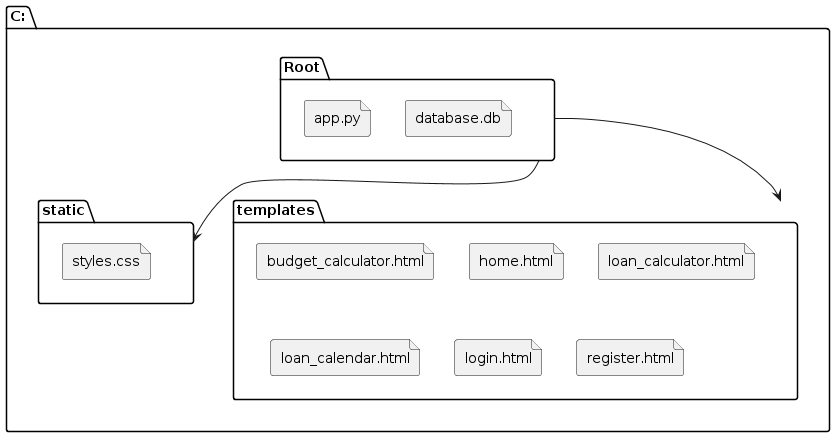 C:
Root
app.py
database.db
static
styles.css
templates
budget_calculator.html
home.html
loan_calculator.html
loan_calendar.html
login.html
register.html